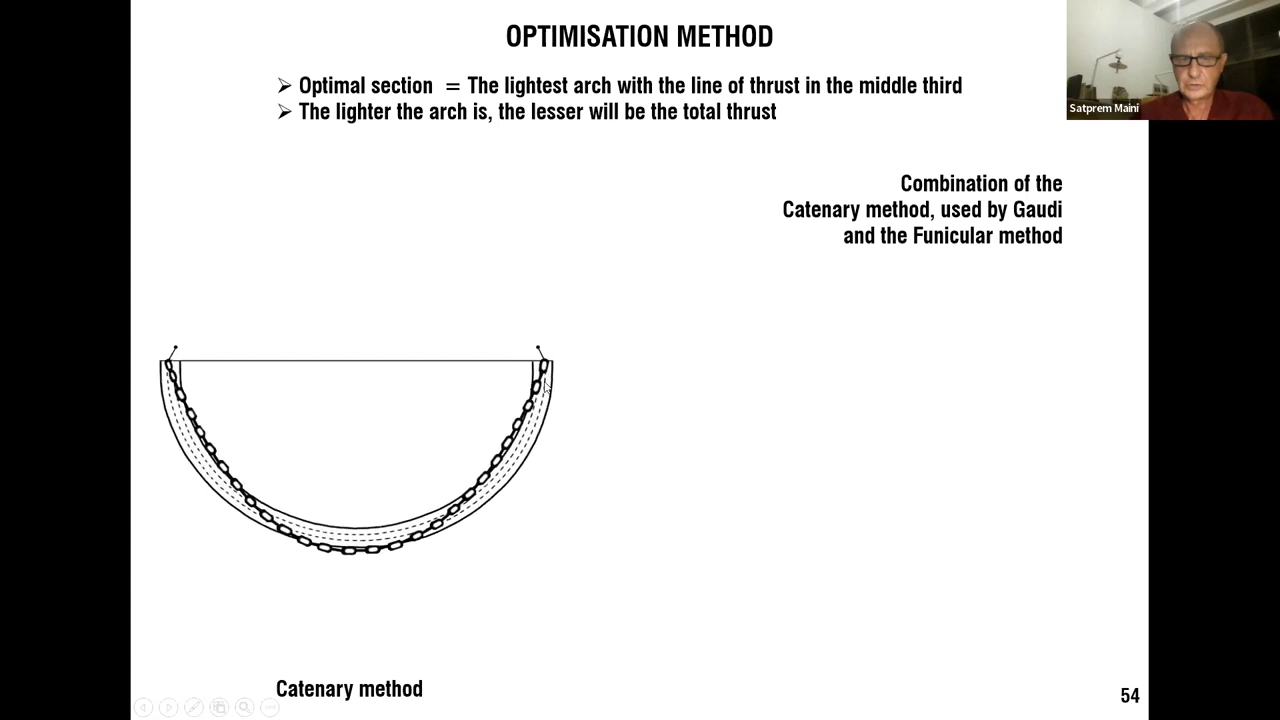 OPTIMISATION METHOD
➢ Optimal section = The lightest arch with the line of thrust in the middle third
➢ The lighter the arch is, the lesser will be the total thrust
Satprem Maini
Combination of the
Catenary method, used by Gaudi
and the Funicular method
Catenary method
54